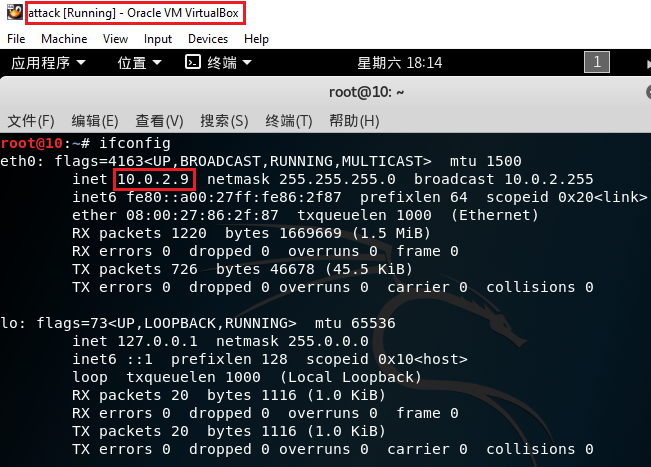 attack [Running] - Oracle VM VirtualBox
File Machine View Input Devices Help
应用程序 位置 终端 星期六 18:14 1
root@10: ~
文件(F) 编辑(E) 查看(V) 搜索(S) 终端(T) 帮助(H)
root@10:~# ifconfig
eth0: flags=4163<UP,BROADCAST,RUNNING,MULTICAST> mtu 1500
inet 10.0.2.9 netmask 255.255.255.0 broadcast 10.0.2.255
inet6 fe80::a00:27ff:fe86:2f87 prefixlen 64 scopeid 0x20<link>
ether 08:00:27:86:2f:87 txqueuelen 1000 (Ethernet)
RX packets 1220 bytes 1669669 (1.5 MiB)
RX errors 0 dropped 0 overruns 0 frame 0
TX packets 726 bytes 46678 (45.5 KiB)
TX errors 0 dropped 0 overruns 0 carrier 0 collisions 0
lo: flags=73<UP,LOOPBACK,RUNNING> mtu 65536
inet 127.0.0.1 netmask 255.0.0.0
inet6 ::1 prefixlen 128 scopeid 0x10<host>
loop txqueuelen 1000 (Local Loopback)
RX packets 20 bytes 1116 (1.0 KiB)
RX errors 0 dropped 0 overruns 0 frame 0
TX packets 20 bytes 1116 (1.0 KiB)
TX errors 0 dropped 0 overruns 0 carrier 0 collisions 0